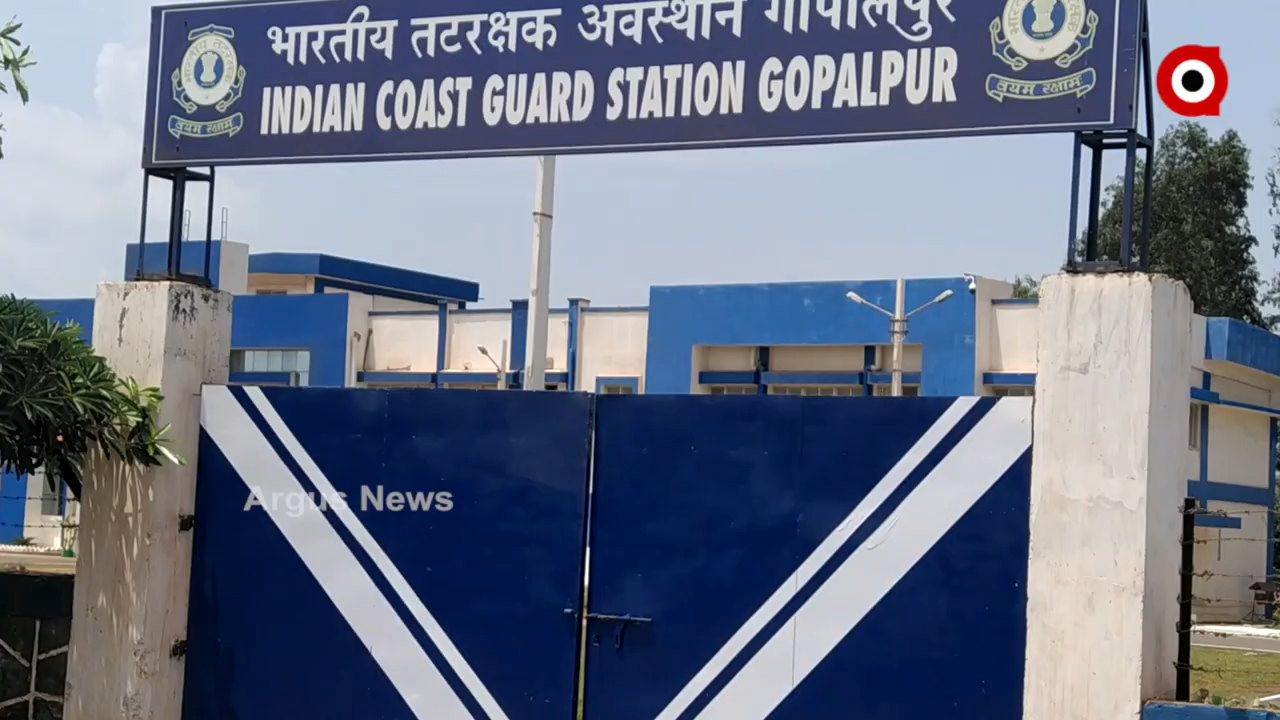 भारतीय तटरक्षक अवस्थान गोपालपुर
INDIAN COAST GUARD STATION GOPALPUR
वयम रक्षामः
वयम रक्षामः
Argus News